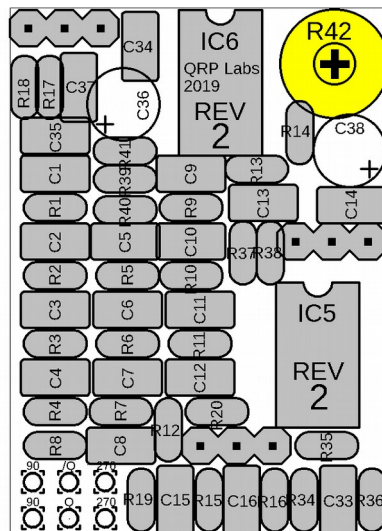 R42
C34
IC6
QRP Labs
2019
REV
2
R18
R17
C37
C36
+
R14
C38
+
C35
R41
C1
R39
C9
R13
R1
R40
R9
C13
C14
C2
C5
C10
R37
R38
R2
R5
R10
C3
C6
C11
IC5
R3
R6
R11
C4
C7
C12
REV
2
R4
R7
R20
R12
R8
C8
R35
90
/O
270
90
O
270
R19
C15
R15
C16
R16
R34
C33
R36